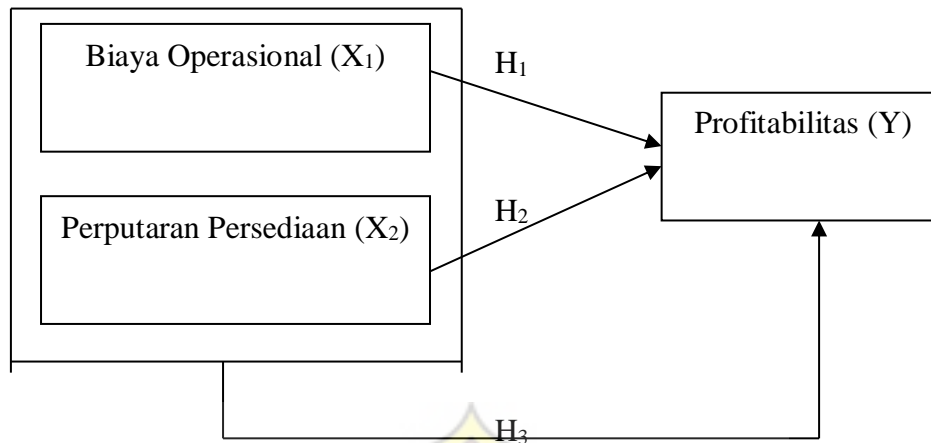 Biaya Operasional (X₁)
H₁
Profitabilitas (Y)
Perputaran Persediaan (X₂)
H₂
H₃